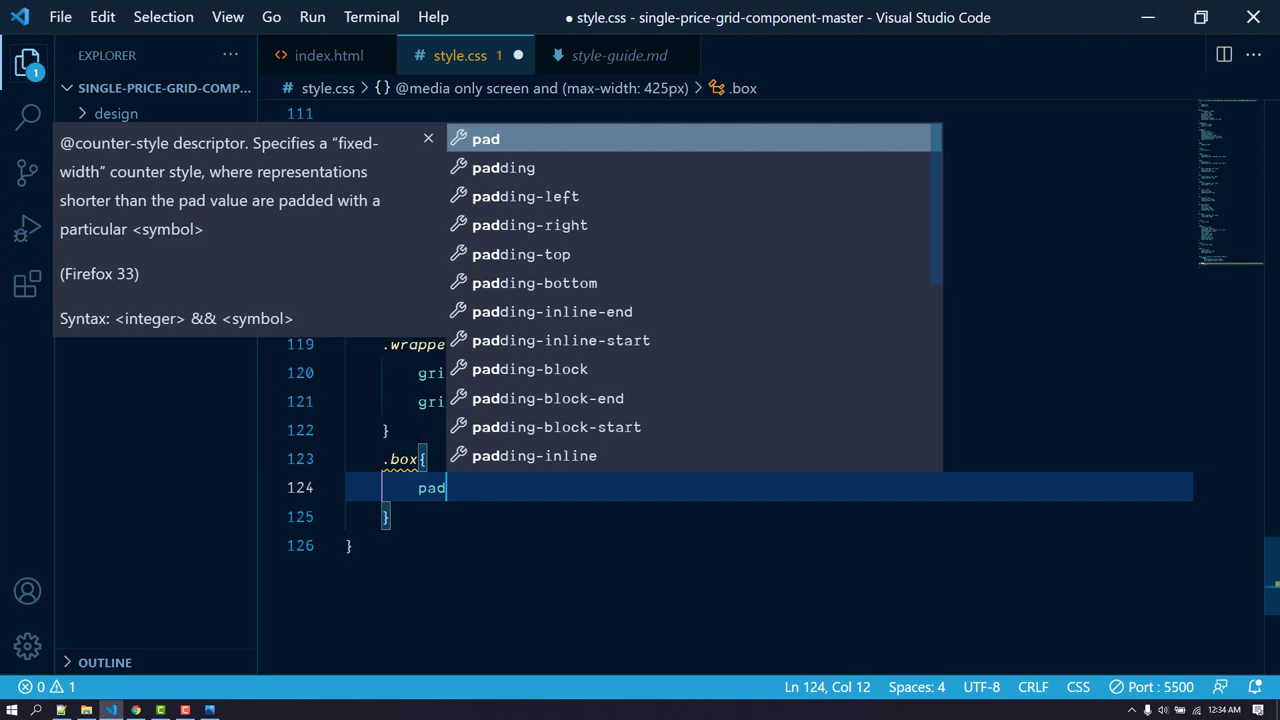 File Edit Selection View Go Run Terminal Help
● style.css - single-price-grid-component-master - Visual Studio Code
1
EXPLORER ···
index.html
# style.css 1 ●
style-guide.md
SINGLE-PRICE-GRID-COMP...
# style.css > { } @media only screen and (max-width: 425px) > .box
design
111
@counter-style descriptor. Specifies a “fixed-
width” counter style, where representations
shorter than the pad value are padded with a
particular <symbol>
(Firefox 33)
Syntax: <integer> && <symbol>
pad
padding
padding-left
padding-right
padding-top
padding-bottom
padding-inline-end
padding-inline-start
padding-block
padding-block-end
padding-block-start
padding-inline
119 .wrappe
120 gri
121 gri
122 }
123 .box{
124 pad
125 }
126 }
OUTLINE
0 1
Ln 124, Col 12 Spaces: 4 UTF-8 CRLF CSS Port : 5500
12:34 AM